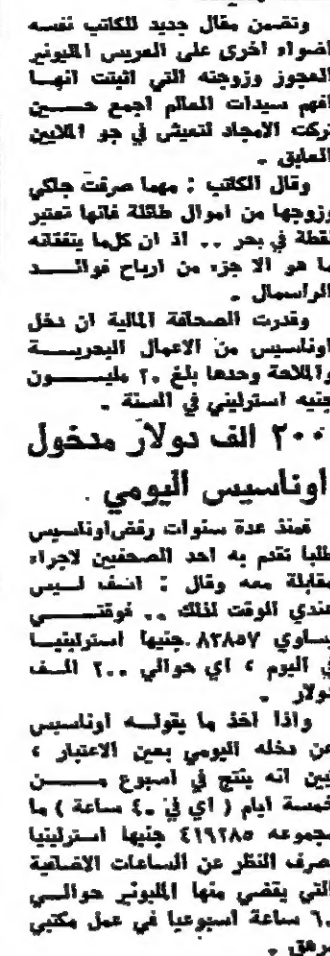 وتضمن مقال جديد للكاتب نفسه
اضواء اخرى على العريس المليونير
العجوز وزوجته التي اثبتت انها
افهم سيدات العالم اجمع حين
تركت الامجاد لتعيش في جو الملايين
العابق .
وقال الكاتب : مهما صرفت جاكي
وزوجها من اموال طائلة فانها تعتبر
نقطة في بحر .. اذ ان كل ما ينفقانه
ما هو الا جزء من ارباح فوائد
الراسمال .
وقدرت الصحافة المالية ان دخل
اوناسيس من الاعمال البحرية
والملاحة وحدها بلغ ٢٠ مليون
جنيه استرليني في السنة .
٢٠٠ الف دولار مدخول
اوناسيس اليومي .
فمنذ عدة سنوات رفض اوناسيس
طلبا تقدم به احد الصحفيين لاجراء
مقابلة معه وقال : اسف ليس
عندي الوقت لذلك .. فوقتي
يساوي ٨٣٨٥٧ جنيها استرلينيا
في اليوم ، اي حوالي ٢٠٠ الف
دولار .
واذا اخذ ما يقوله اوناسيس
عن دخله اليومي بعين الاعتبار ،
تبين انه ينتج في اسبوع من
خمسة ايام ( اي في ٤٠ ساعة ) ما
مجموعه ٤١٩٢٨٥ جنيها استرلينيا
بصرف النظر عن الساعات الاضافية
التي يقضي منها المليونير حوالي
٦٠ ساعة اسبوعيا في عمل مكتبي
مرهق .